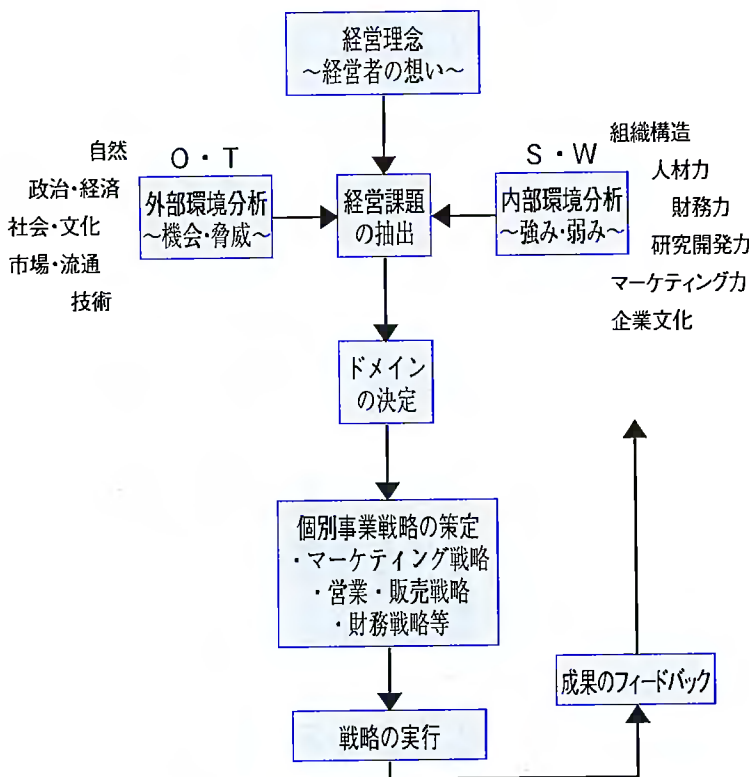 経営理念
～経営者の想い～
O・T
自然
政治・経済
社会・文化
市場・流通
技術
外部環境分析
～機会・脅威～
経営課題
の抽出
S・W
内部環境分析
～強み・弱み～
組織構造
人材力
財務力
研究開発力
マーケティング力
企業文化
ドメイン
の決定
個別事業戦略の策定
・マーケティング戦略
・営業・販売戦略
・財務戦略等
戦略の実行
成果のフィードバック